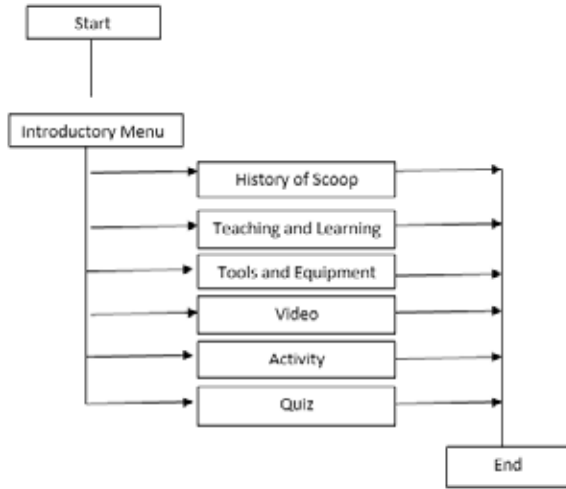 Start
Introductory Menu
History of Scoop
Teaching and Learning
Tools and Equipment
Video
Activity
Quiz
End